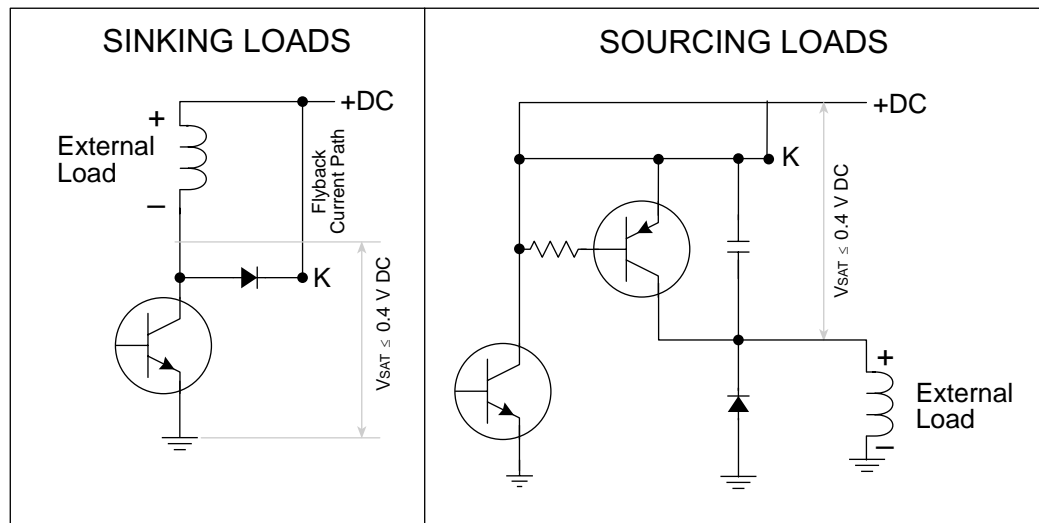 SINKING LOADS
+DC
+
External
Load
Flyback
Current Path
–
K
VSAT ≤ 0.4 V DC
SOURCING LOADS
+DC
K
VSAT ≤ 0.4 V DC
+
External
Load
–